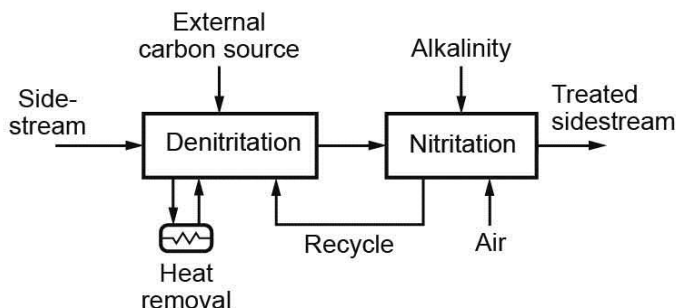 External
carbon source
Alkalinity
Side-
stream
Denitritation
Nitritation
Treated
sidestream
Recycle
Air
Heat
removal